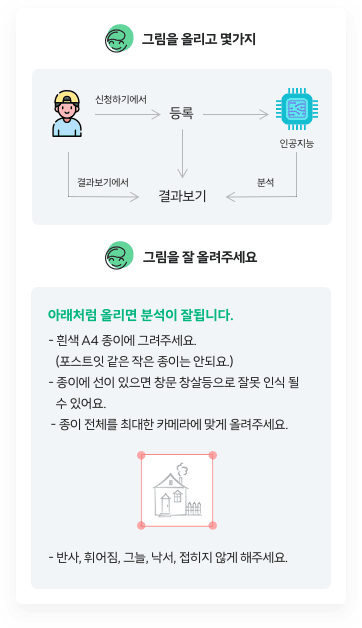 그림을 올리고 몇가지
신청하기에서
등록
인공지능
결과보기에서
분석
결과보기
그림을 잘 올려주세요
아래처럼 올리면 분석이 잘됩니다.
- 흰색 A4 종이에 그려주세요.
(포스트잇 같은 작은 종이는 안되요.)
- 종이에 선이 있으면 창문 창살등으로 잘못 인식 될
수 있어요.
- 종이 전체를 최대한 카메라에 맞게 올려주세요.
- 반사, 휘어짐, 그늘, 낙서, 접히지 않게 해주세요.